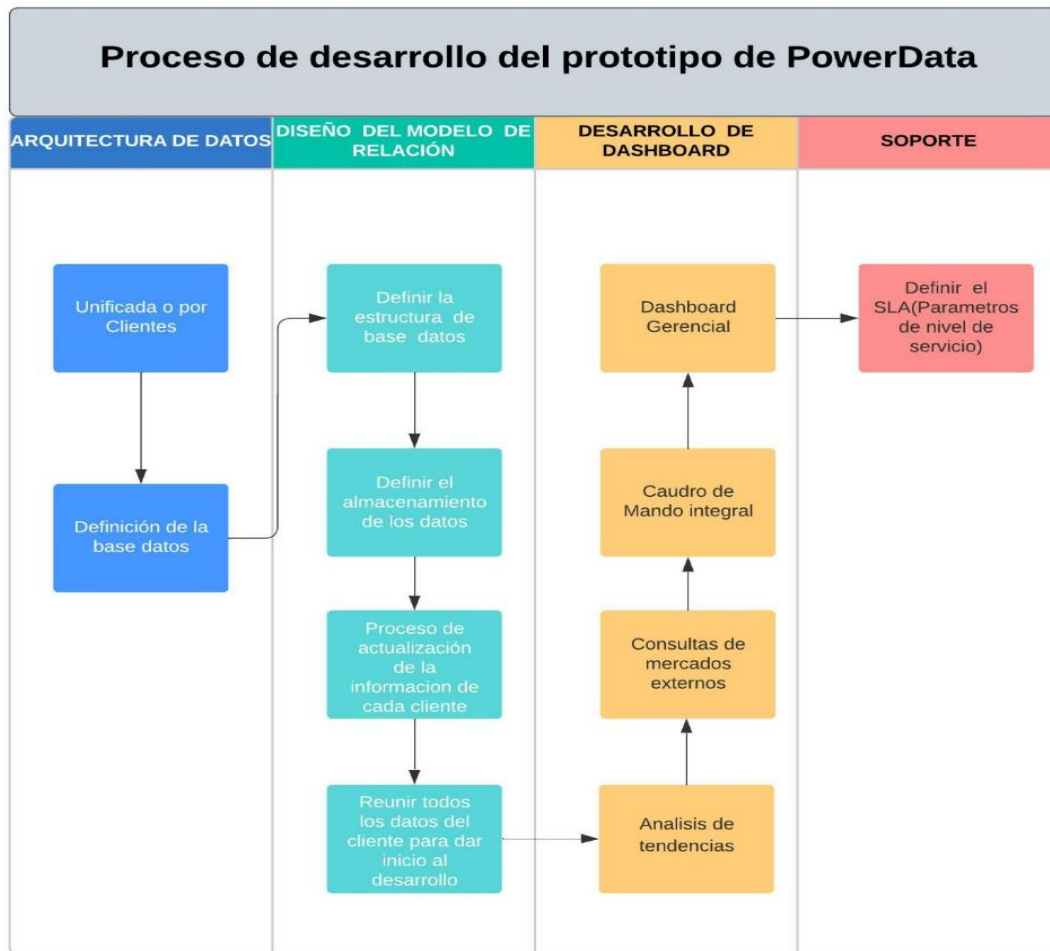 Proceso de desarrollo del prototipo de PowerData
ARQUITECTURA DE DATOS
DISEÑO DEL MODELO DE
RELACIÓN
DESARROLLO DE
DASHBOARD
SOPORTE
Unificada o por
Clientes
Definición de la
base datos
Definir la
estructura de
base datos
Definir el
almacenamiento
de los datos
Proceso de
actualización
de la
informacion de
cada cliente
Reunir todos
los datos del
cliente para dar
inicio al
desarrollo
Analisis de
tendencias
Consultas de
mercados
externos
Caudro de
Mando integral
Dashboard
Gerencial
Definir el
SLA(Parametros
de nivel de
servicio)